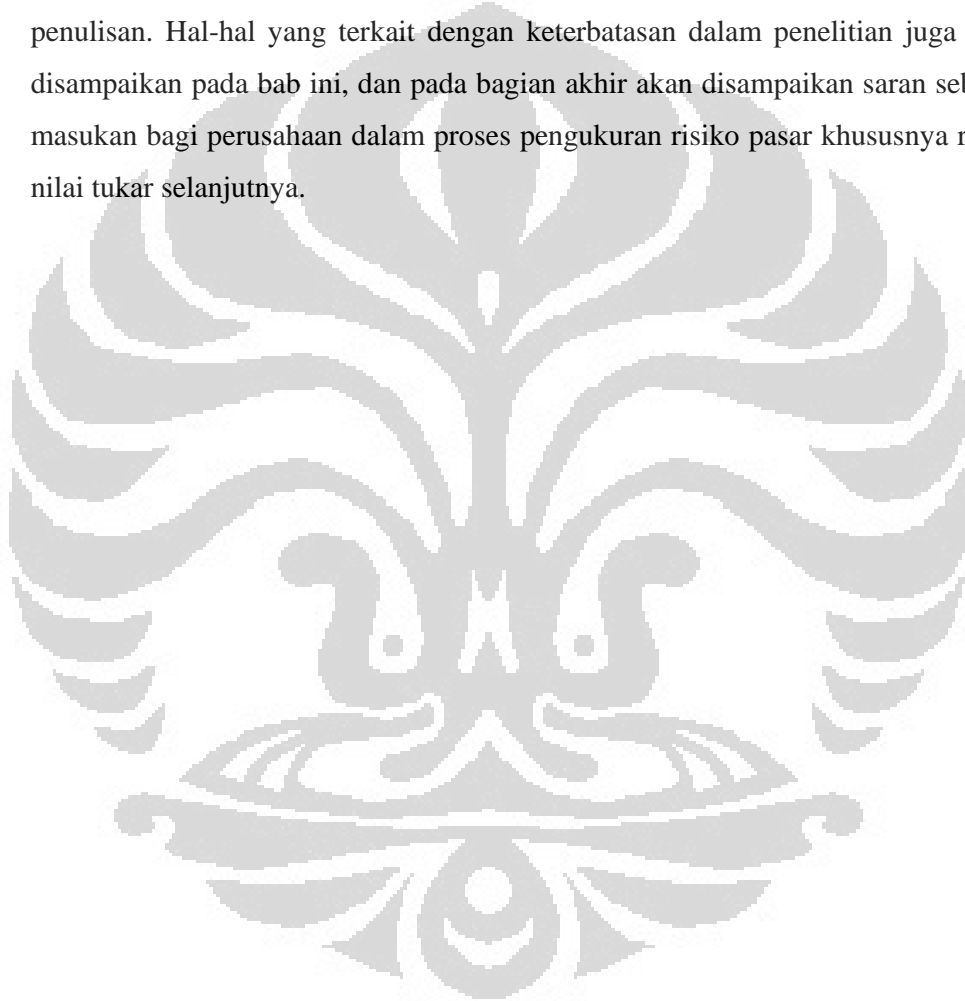 penulisan. Hal-hal yang terkait dengan keterbatasan dalam penelitian juga
disampaikan pada bab ini, dan pada bagian akhir akan disampaikan saran
masukan bagi perusahaan dalam proses pengukuran risiko pasar khususnya
nilai tukar selanjutnya.